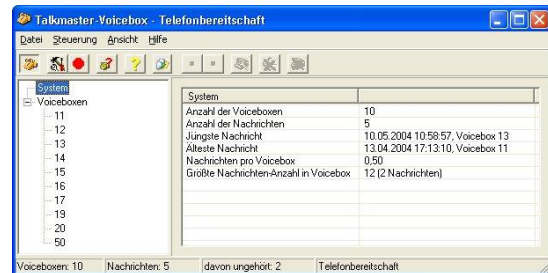 Talkmaster-Voicebox - Telefonbereitschaft
Datei Steuerung Ansicht Hilfe
System
Voiceboxen
11
12
13
14
15
16
17
19
20
50
System
Anzahl der Voiceboxen 10
Anzahl der Nachrichten 5
Jüngste Nachricht 10.05.2004 10:58:57, Voicebox 13
Älteste Nachricht 13.04.2004 17:13:10, Voicebox 11
Nachrichten pro Voicebox 0,50
Größte Nachrichten-Anzahl in Voicebox 12 (2 Nachrichten)
Voiceboxen: 10 Nachrichten: 5 davon ungehört: 2 Telefonbereitschaft